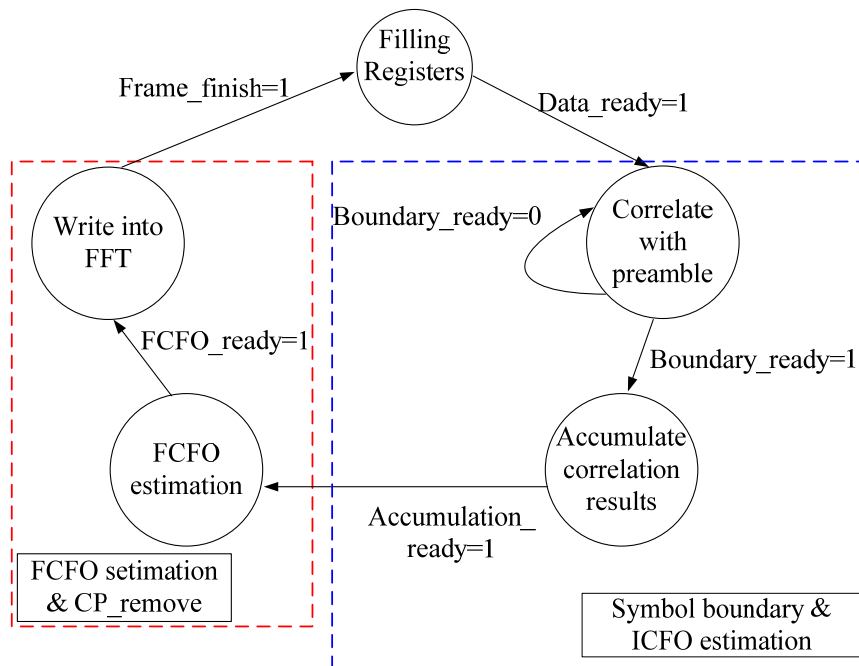 Filling
Registers
Frame_finish=1
Data_ready=1
Write into
FFT
Boundary_ready=0
Correlate
with
preamble
FCFO_ready=1
Boundary_ready=1
FCFO
estimation
Accumulate
correlation
results
Accumulation_
ready=1
FCFO setimation
& CP_remove
Symbol boundary &
ICFO estimation